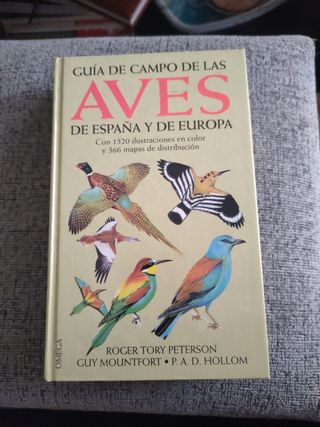 GUÍA DE CAMPO DE LAS
AVES
DE ESPAÑA Y DE EUROPA
Con 1520 ilustraciones en color
y 366 mapas de distribución
OMEGA
ROGER TORY PETERSON
GUY MOUNTFORT • P. A. D. HOLLOM